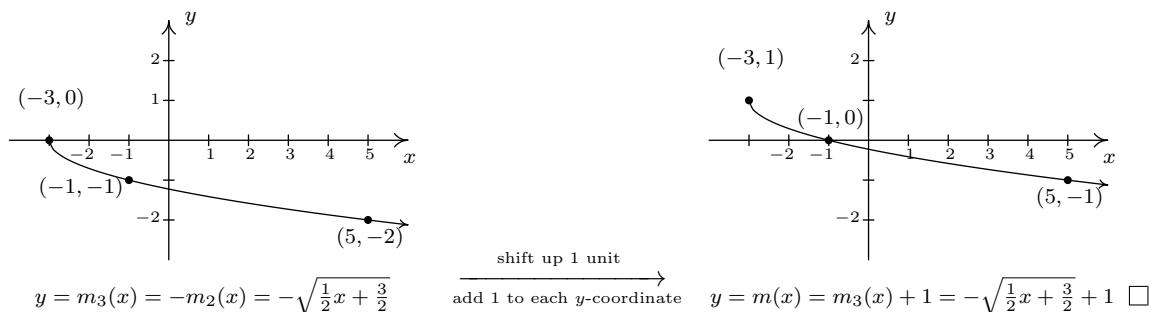 y
2
1
−2
x
−2 −1 1 2 3 4 5
(−3, 0)
(−1, −1)
(5, −2)
y = m₃(x) = −m₂(x) = −√(½x + 3/2)
shift up 1 unit
add 1 to each y-coordinate
y
2
−2
x
−2 −1 1 2 3 4 5
(−3, 1)
(−1, 0)
(5, −1)
y = m(x) = m₃(x) + 1 = −√(½x + 3/2) + 1 □